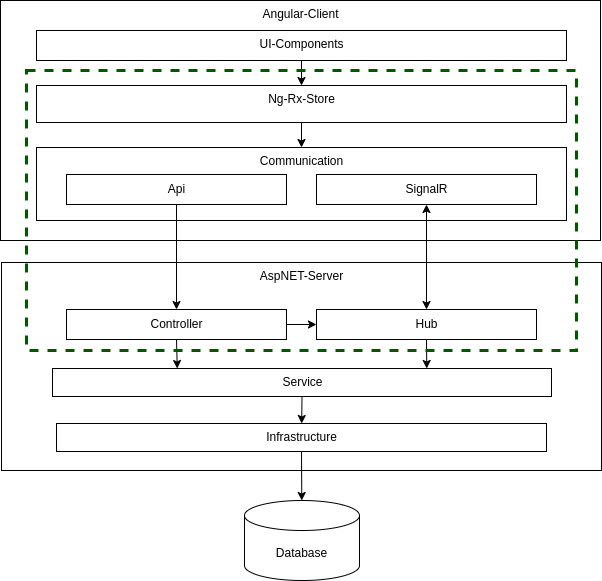 Angular-Client
UI-Components
Ng-Rx-Store
Communication
Api
SignalR
AspNET-Server
Controller
Hub
Service
Infrastructure
Database